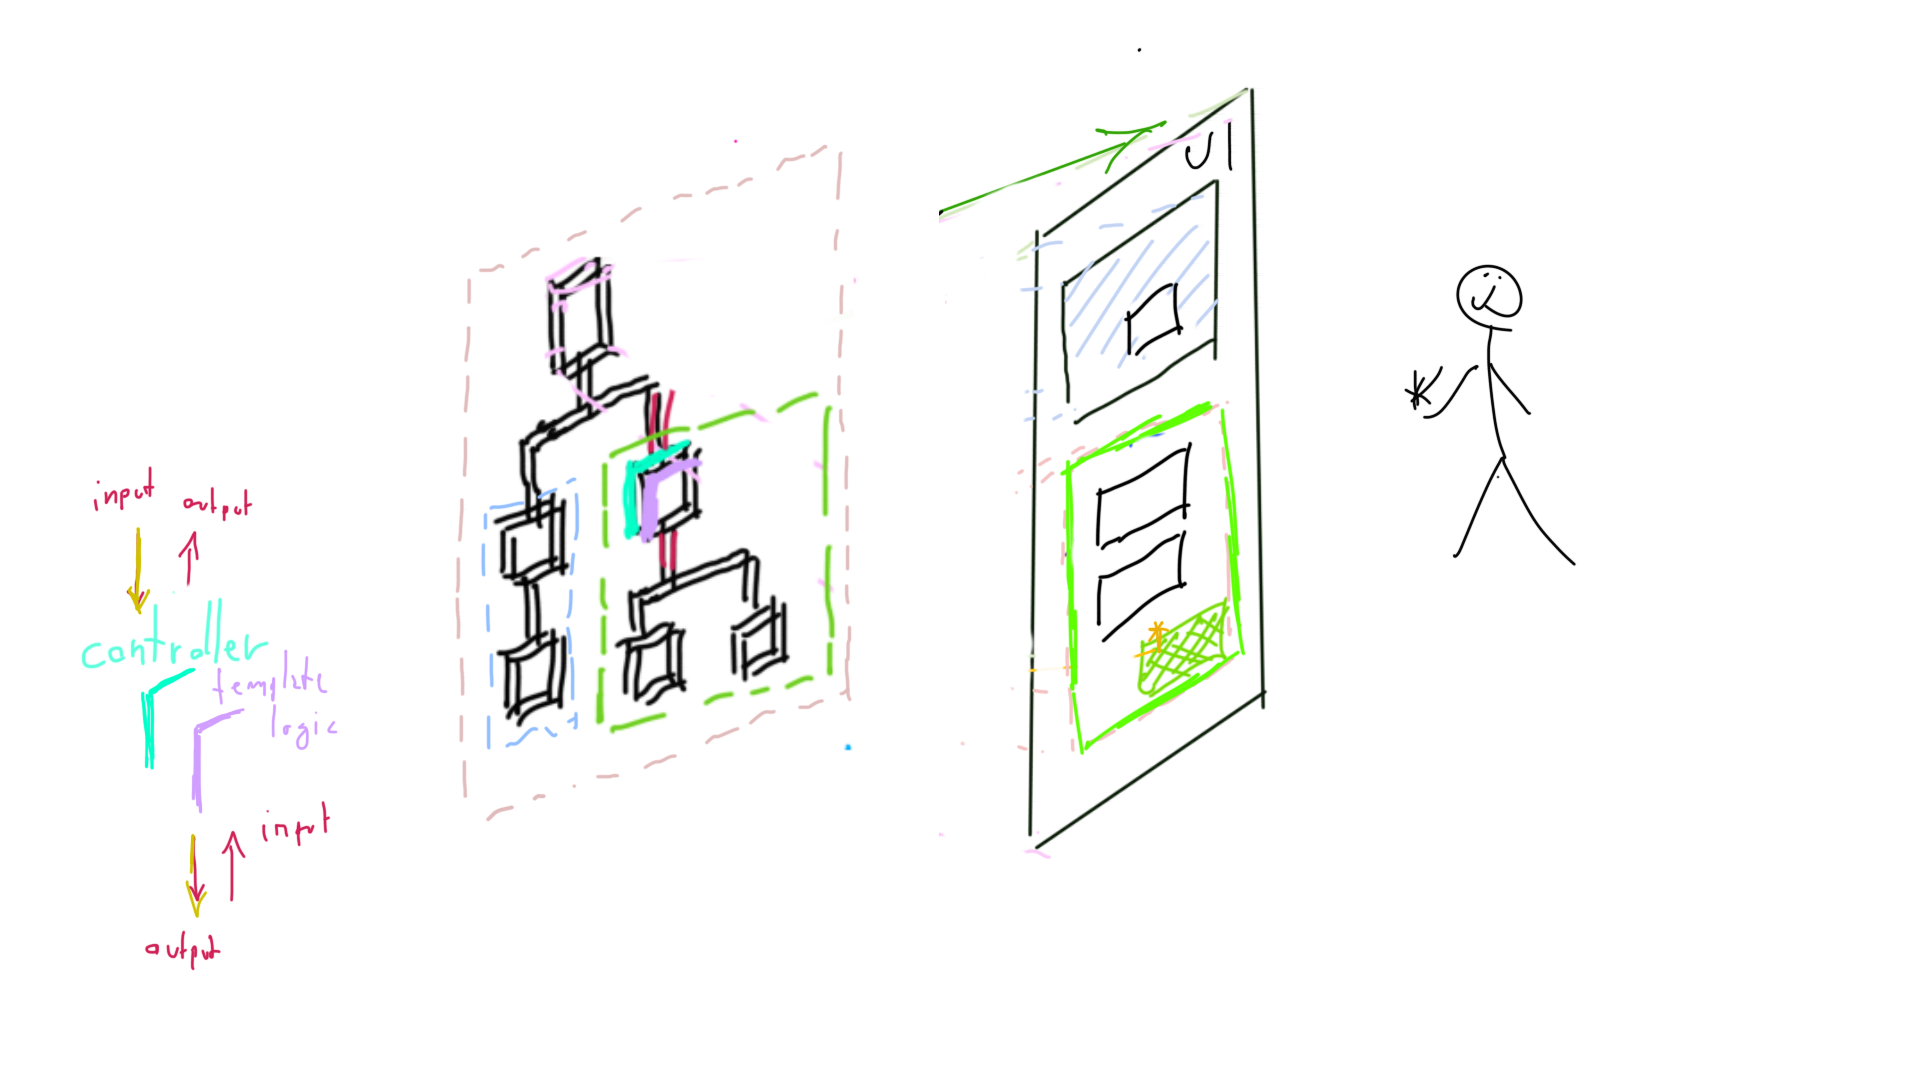 input
output
controller
template
logic
input
output
UI